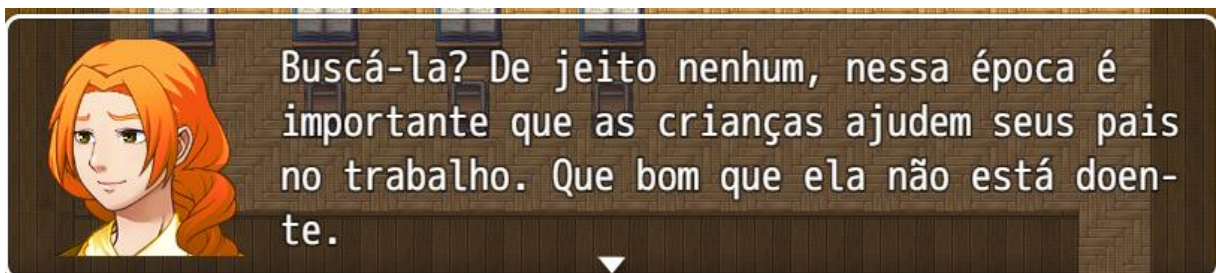 Buscá-la? De jeito nenhum, nessa época é
importante que as crianças ajudem seus pais
no trabalho. Que bom que ela não está doen-
te.